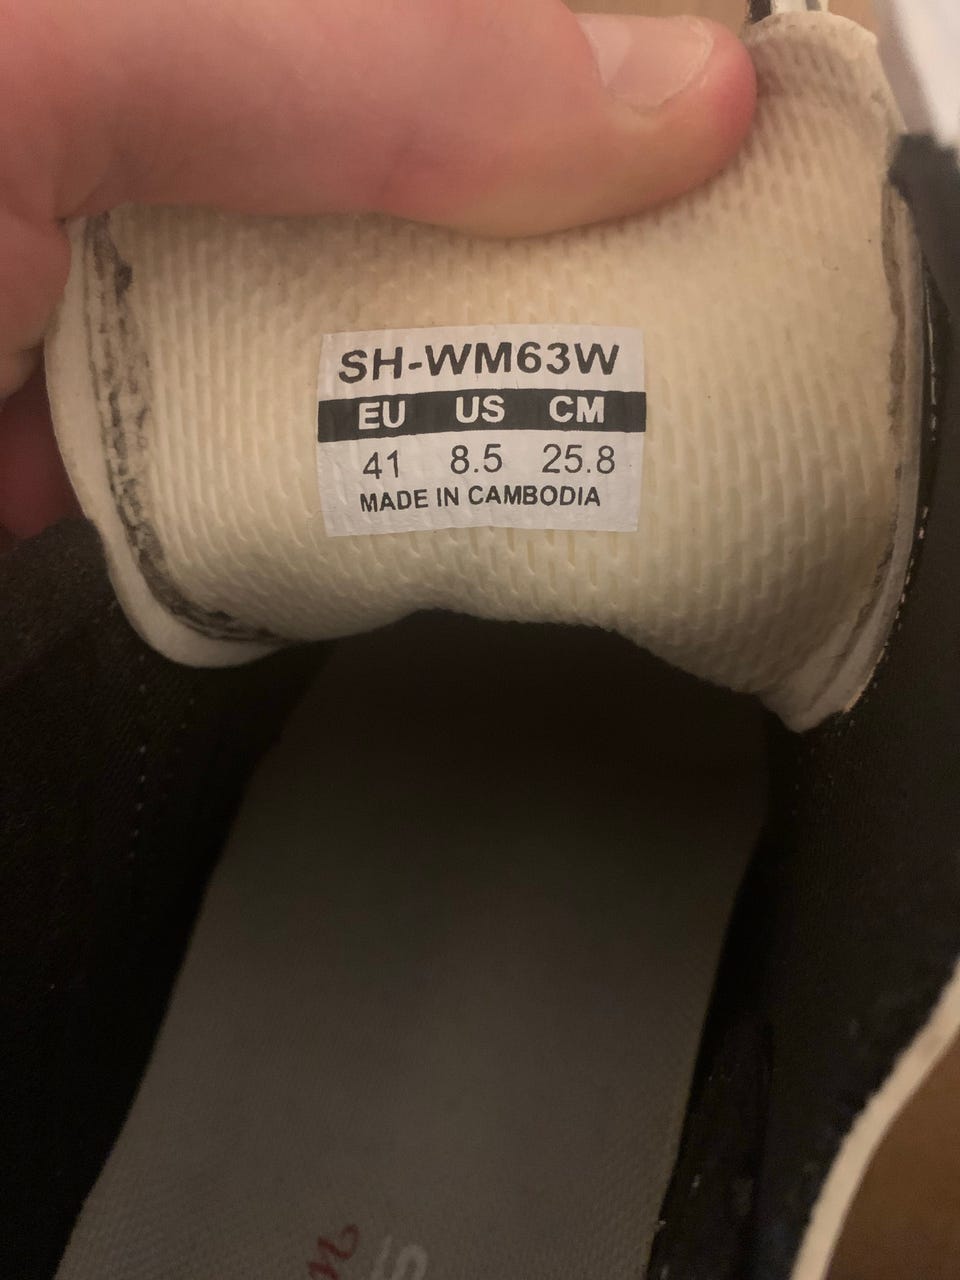 SH-WM63W
EU US CM
41 8.5 25.8
MADE IN CAMBODIA